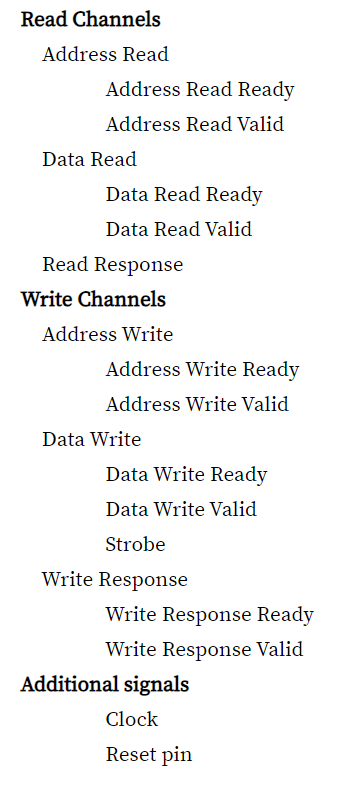 Read Channels
Address Read
Address Read Ready
Address Read Valid
Data Read
Data Read Ready
Data Read Valid
Read Response
Write Channels
Address Write
Address Write Ready
Address Write Valid
Data Write
Data Write Ready
Data Write Valid
Strobe
Write Response
Write Response Ready
Write Response Valid
Additional signals
Clock
Reset pin